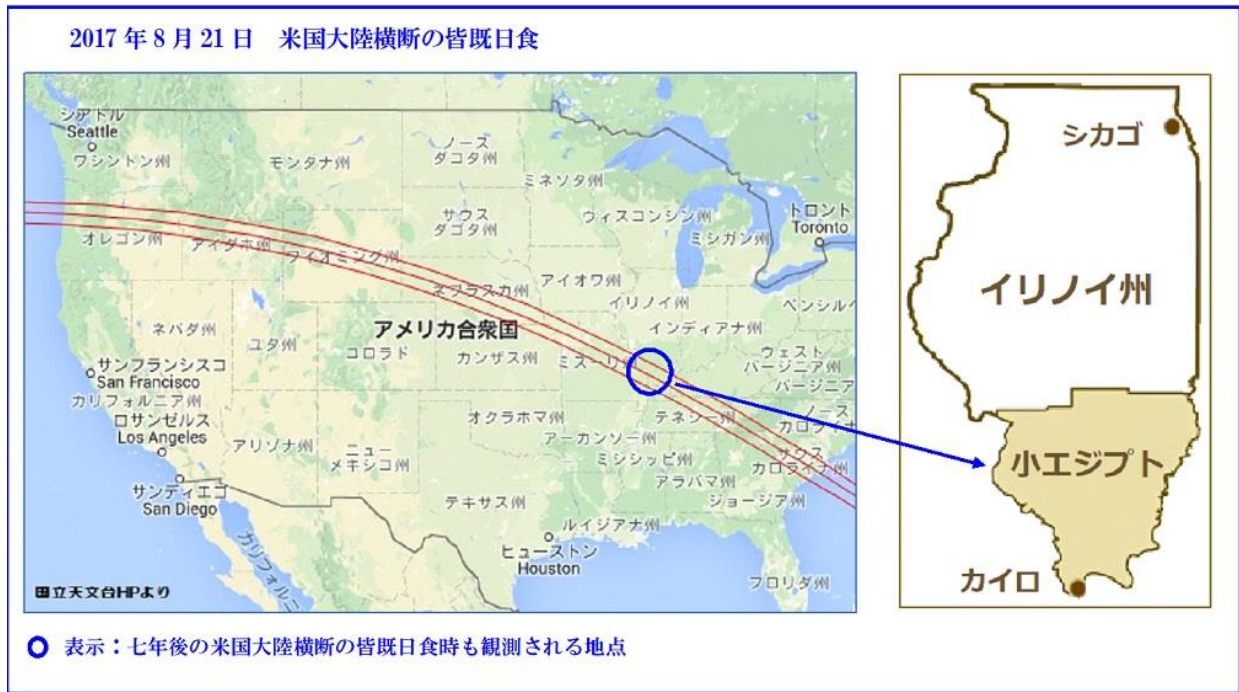 2017 年 8 月 21 日　米国大陸横断の皆既日食
シアトル
Seattle
ワシントン州
モンタナ州
ノース
ダコタ州
ミネソタ州
サウス
ダコタ州
ウィスコンシン州
ミシガン州
トロント
Toronto
オレゴン州
アイダホ州
ワイオミング州
ネブラスカ州
アイオワ州
イリノイ州
ペンシルベ
ネバダ州
ユタ州
アメリカ合衆国
コロラド
カンザス州
ミズーリ州
インディアナ州
ウェスト
バージニア州
バージニア
サンフランシスコ
San Francisco
カリフォルニア州
ロサンゼルス
Los Angeles
アリゾナ州
ニュー
メキシコ州
オクラホマ州
アーカンソー州
テネシー州
ノース
カロライナ
ミシシッピ州
サウス
カロライナ州
アラバマ州
ジョージア州
サンディエゴ
San Diego
テキサス州
ルイジアナ州
ヒューストン
Houston
フロリダ州
カリフォルニ
国立天文台HPより
シカゴ
イリノイ州
小エジプト
カイロ
表示：七年後の米国大陸横断の皆既日食時も観測される地点